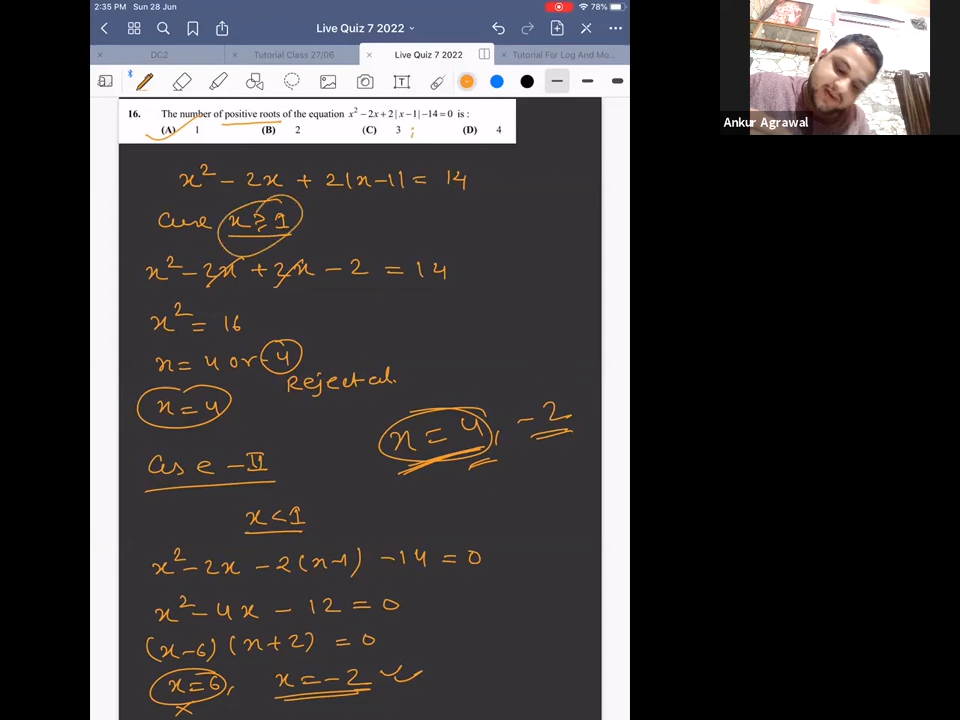 2:35 PM Sun 28 Jun
78%
Live Quiz 7 2022
DC2
Tutorial Class 27/06
Live Quiz 7 2022
Tutorial For Log And Mo...
16. The number of positive roots of the equation x² − 2x + 2|x − 1| − 14 = 0 is :
(A) 1 (B) 2 (C) 3 ; (D) 4
x² − 2x + 2|x−1| = 14
Case x ≥ 1
x² − 2x + 2x − 2 = 14
x² = 16
x = 4 or −4
Rejected.
x = 4
x = 4, −2
Case − II
x < 1
x² − 2x − 2(x−1) − 14 = 0
x² − 4x − 12 = 0
(x−6) (x+2) = 0
x = 6, x = −2
Ankur Agrawal